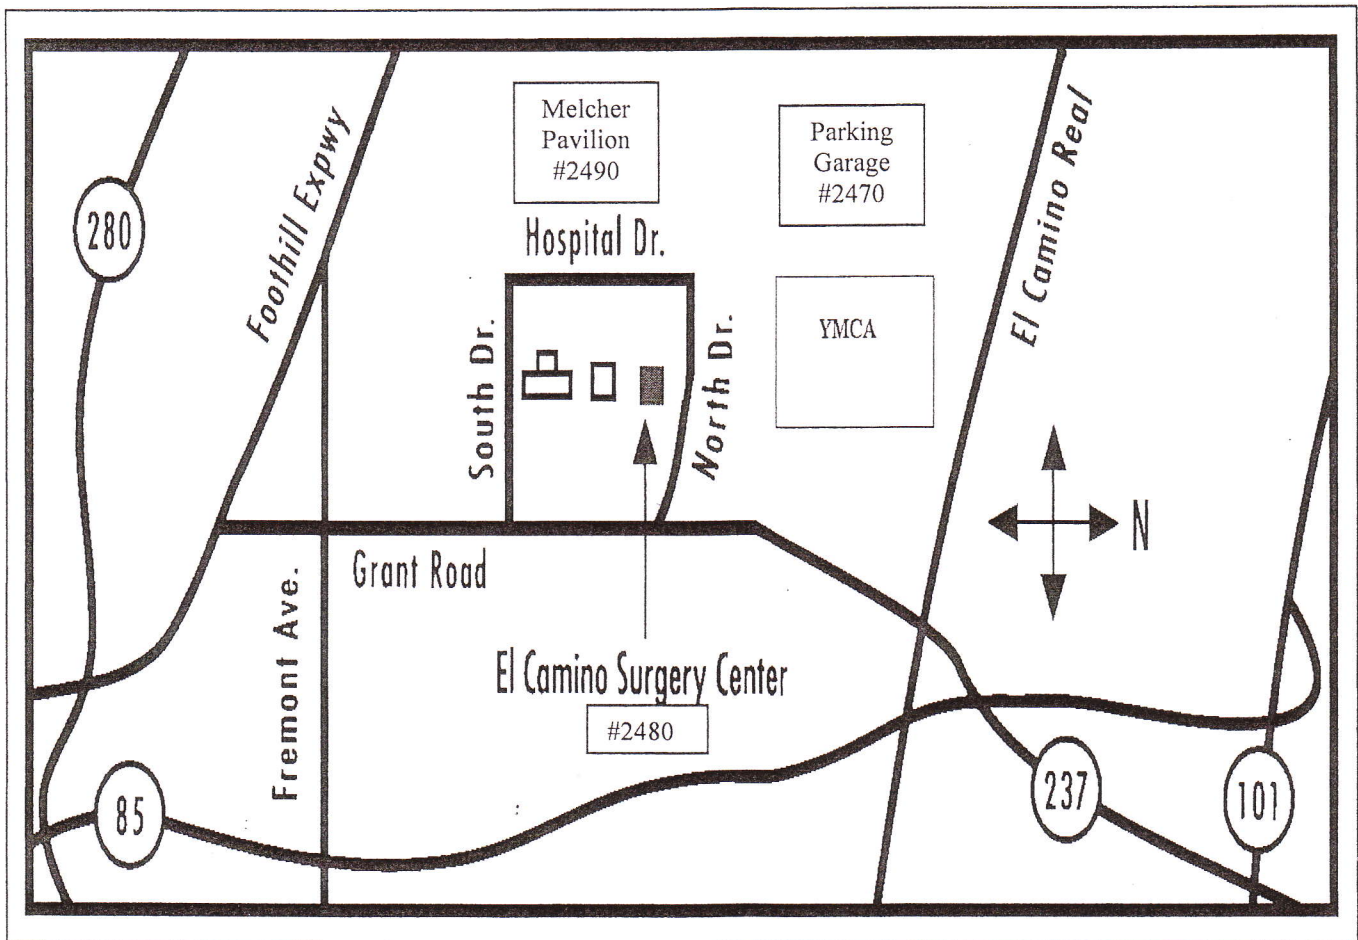 Melcher
Pavilion
#2490
Parking
Garage
#2470
280
Foothill Expwy
Hospital Dr.
El Camino Real
YMCA
South Dr.
North Dr.
N
Grant Road
Fremont Ave.
El Camino Surgery Center
#2480
85
237
101